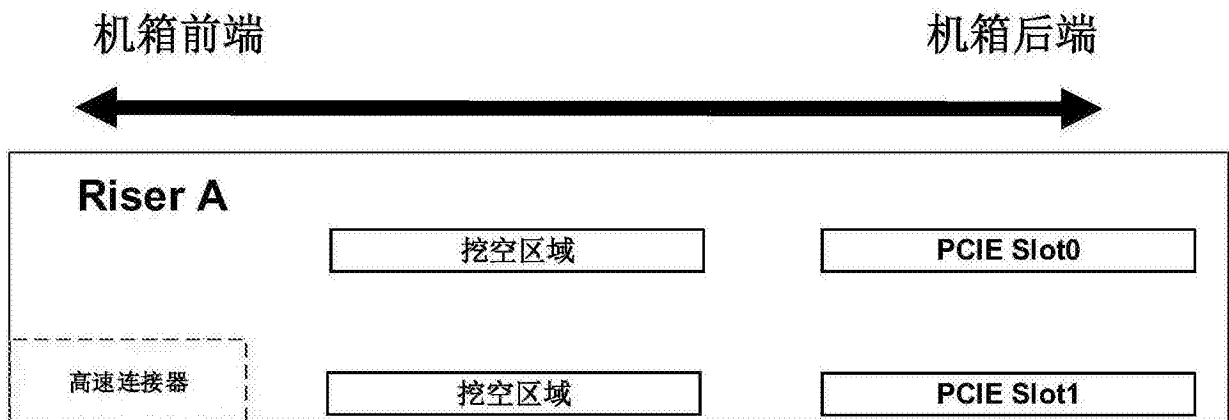 机箱前端 机箱后端
Riser A
挖空区域 PCIE Slot0
高速连接器 挖空区域 PCIE Slot1